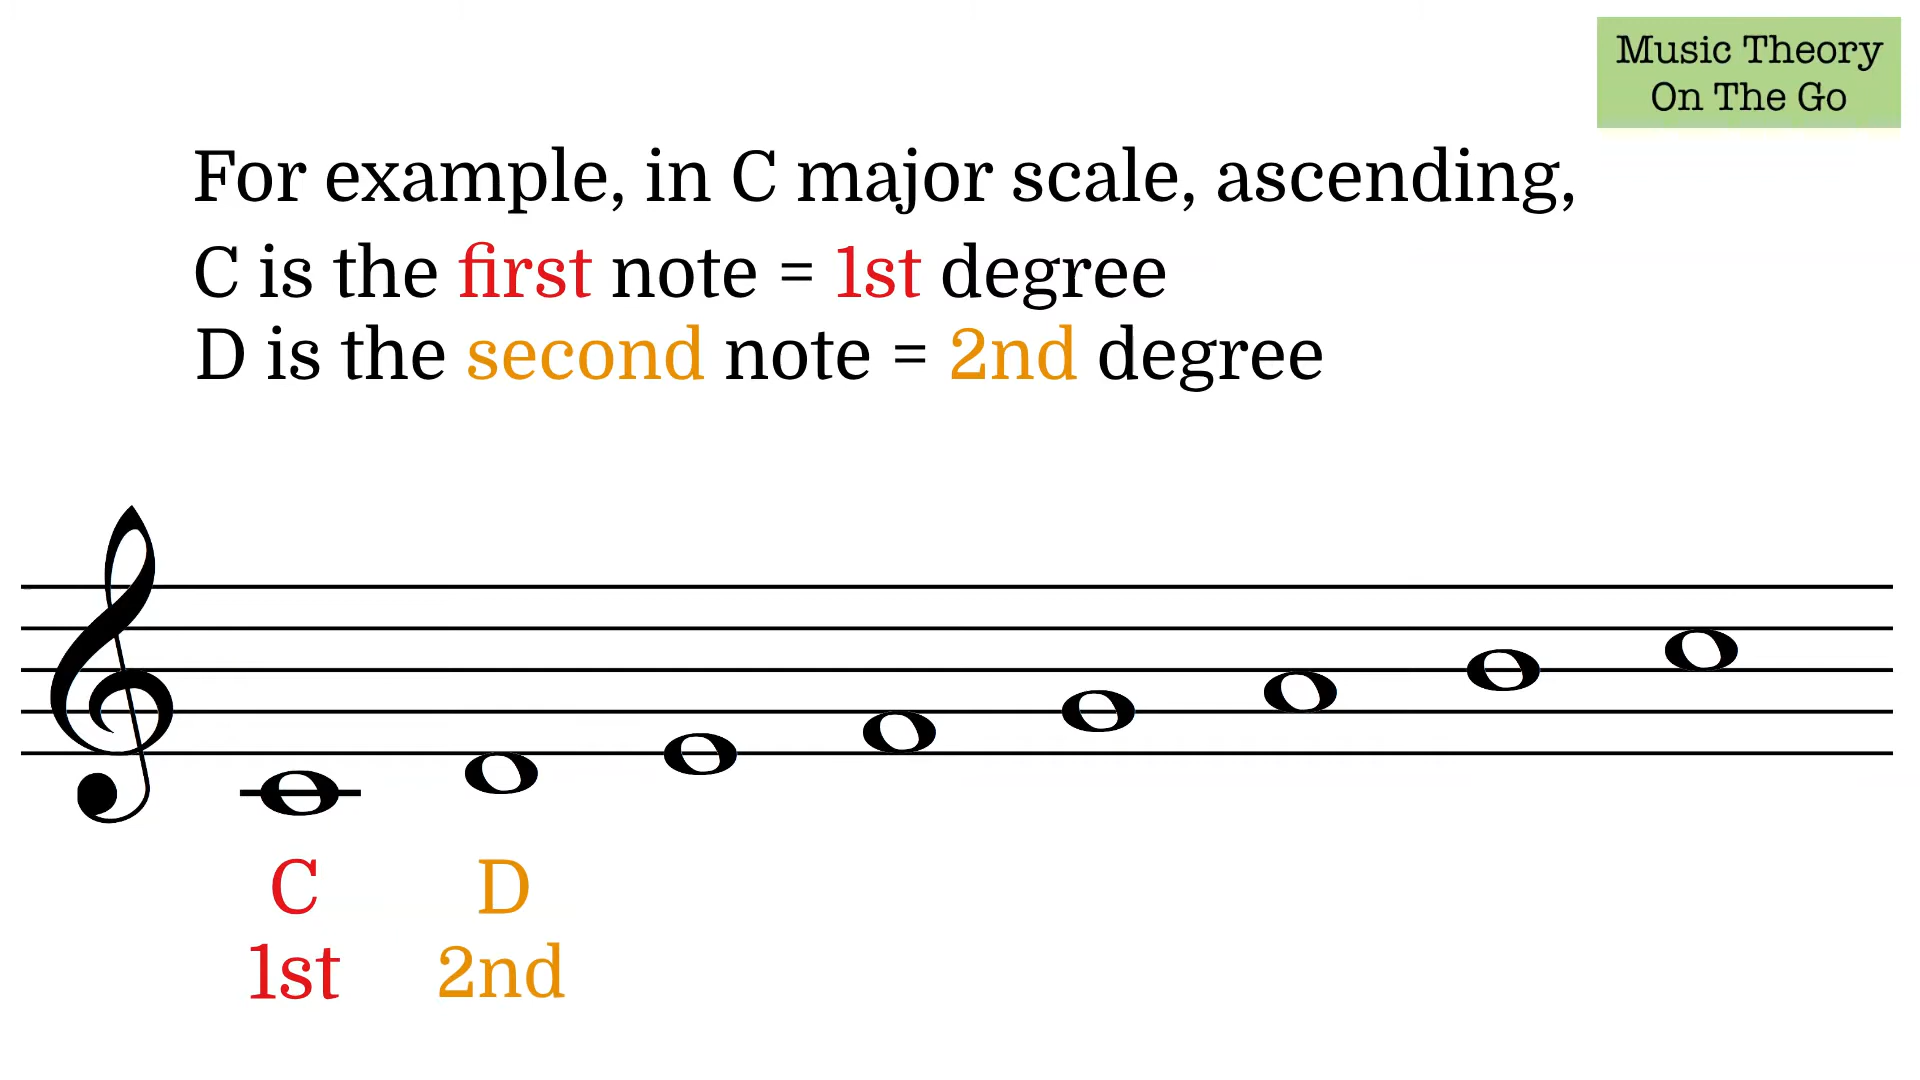 Music Theory
On The Go
For example, in C major scale, ascending,
C is the first note = 1st degree
D is the second note = 2nd degree
C D
1st 2nd